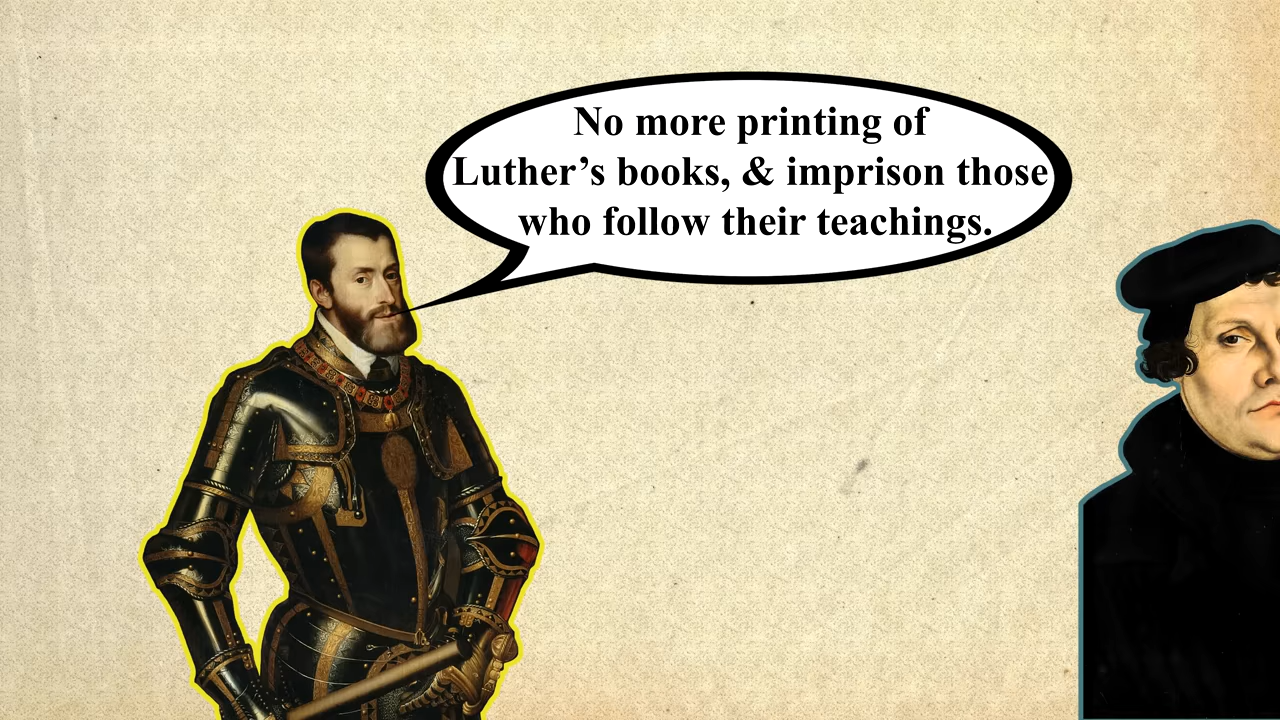 No more printing of
Luther’s books, & imprison those
who follow their teachings.